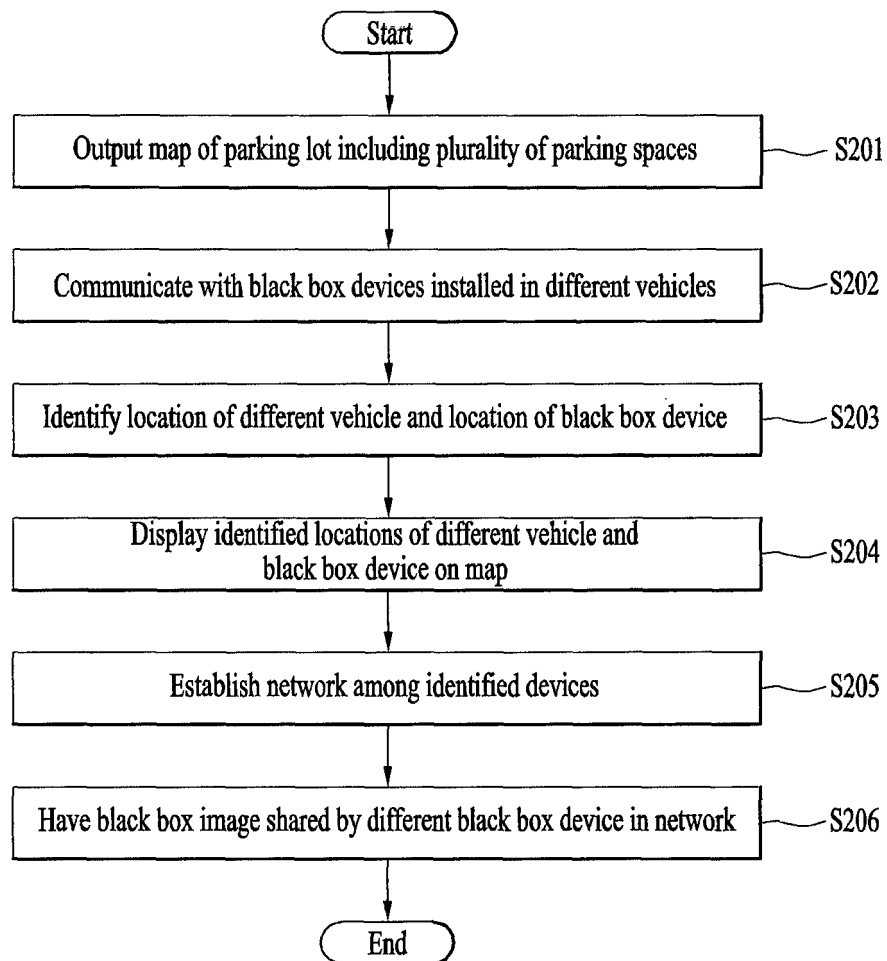 Start
Output map of parking lot including plurality of parking spaces
S201
Communicate with black box devices installed in different vehicles
S202
Identify location of different vehicle and location of black box device
S203
Display identified locations of different vehicle and
black box device on map
S204
Establish network among identified devices
S205
Have black box image shared by different black box device in network
S206
End